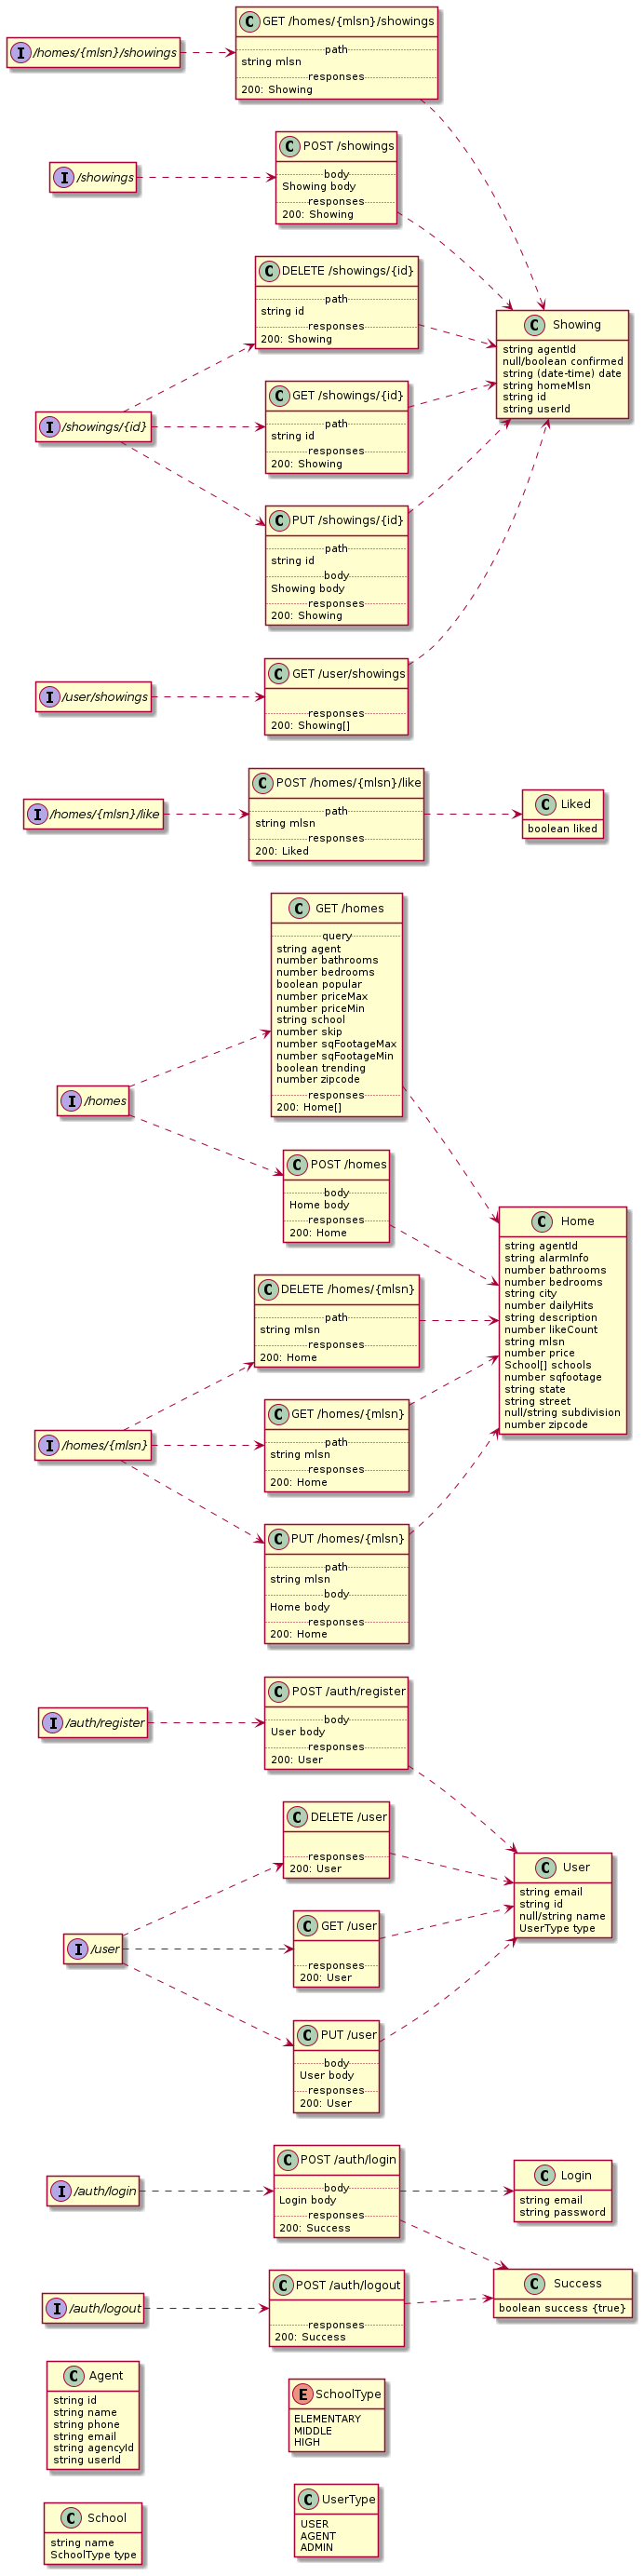 I /homes/{mlsn}/showings
C GET /homes/{mlsn}/showings
path
string mlsn
responses
200: Showing
I /showings
C POST /showings
body
Showing body
responses
200: Showing
I /showings/{id}
C DELETE /showings/{id}
path
string id
responses
200: Showing
C GET /showings/{id}
path
string id
responses
200: Showing
C PUT /showings/{id}
path
string id
body
Showing body
responses
200: Showing
C Showing
string agentId
null/boolean confirmed
string (date-time) date
string homeMlsn
string id
string userId
I /user/showings
C GET /user/showings
responses
200: Showing[]
I /homes/{mlsn}/like
C POST /homes/{mlsn}/like
path
string mlsn
responses
200: Liked
C Liked
boolean liked
I /homes
C GET /homes
query
string agent
number bathrooms
number bedrooms
boolean popular
number priceMax
number priceMin
string school
number skip
number sqFootageMax
number sqFootageMin
boolean trending
number zipcode
responses
200: Home[]
C POST /homes
body
Home body
responses
200: Home
I /homes/{mlsn}
C DELETE /homes/{mlsn}
path
string mlsn
responses
200: Home
C GET /homes/{mlsn}
path
string mlsn
responses
200: Home
C PUT /homes/{mlsn}
path
string mlsn
body
Home body
responses
200: Home
C Home
string agentId
string alarmInfo
number bathrooms
number bedrooms
string city
number dailyHits
string description
number likeCount
string mlsn
number price
School[] schools
number sqfootage
string state
string street
null/string subdivision
number zipcode
I /auth/register
C POST /auth/register
body
User body
responses
200: User
I /user
C DELETE /user
responses
200: User
C GET /user
responses
200: User
C PUT /user
body
User body
responses
200: User
C User
string email
string id
null/string name
UserType type
I /auth/login
C POST /auth/login
body
Login body
responses
200: Success
C Login
string email
string password
I /auth/logout
C POST /auth/logout
responses
200: Success
C Success
boolean success {true}
C Agent
string id
string name
string phone
string email
string agencyId
string userId
E SchoolType
ELEMENTARY
MIDDLE
HIGH
C School
string name
SchoolType type
C UserType
USER
AGENT
ADMIN